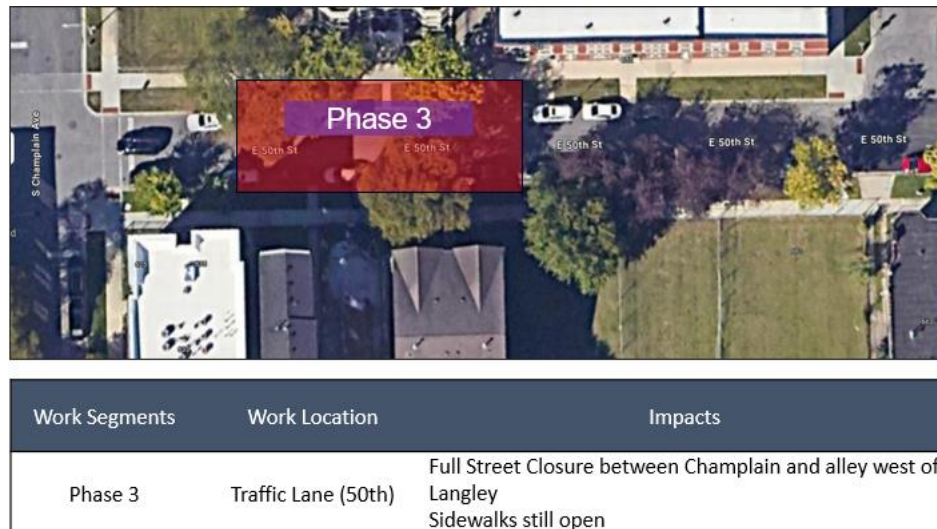 Phase 3
S Champlain Ave
E 50th St
E 50th St
E 50th St
E 50th St
E 50th St
Work Segments
Work Location
Impacts
Phase 3
Traffic Lane (50th)
Full Street Closure between Champlain and alley west of
Langley
Sidewalks still open